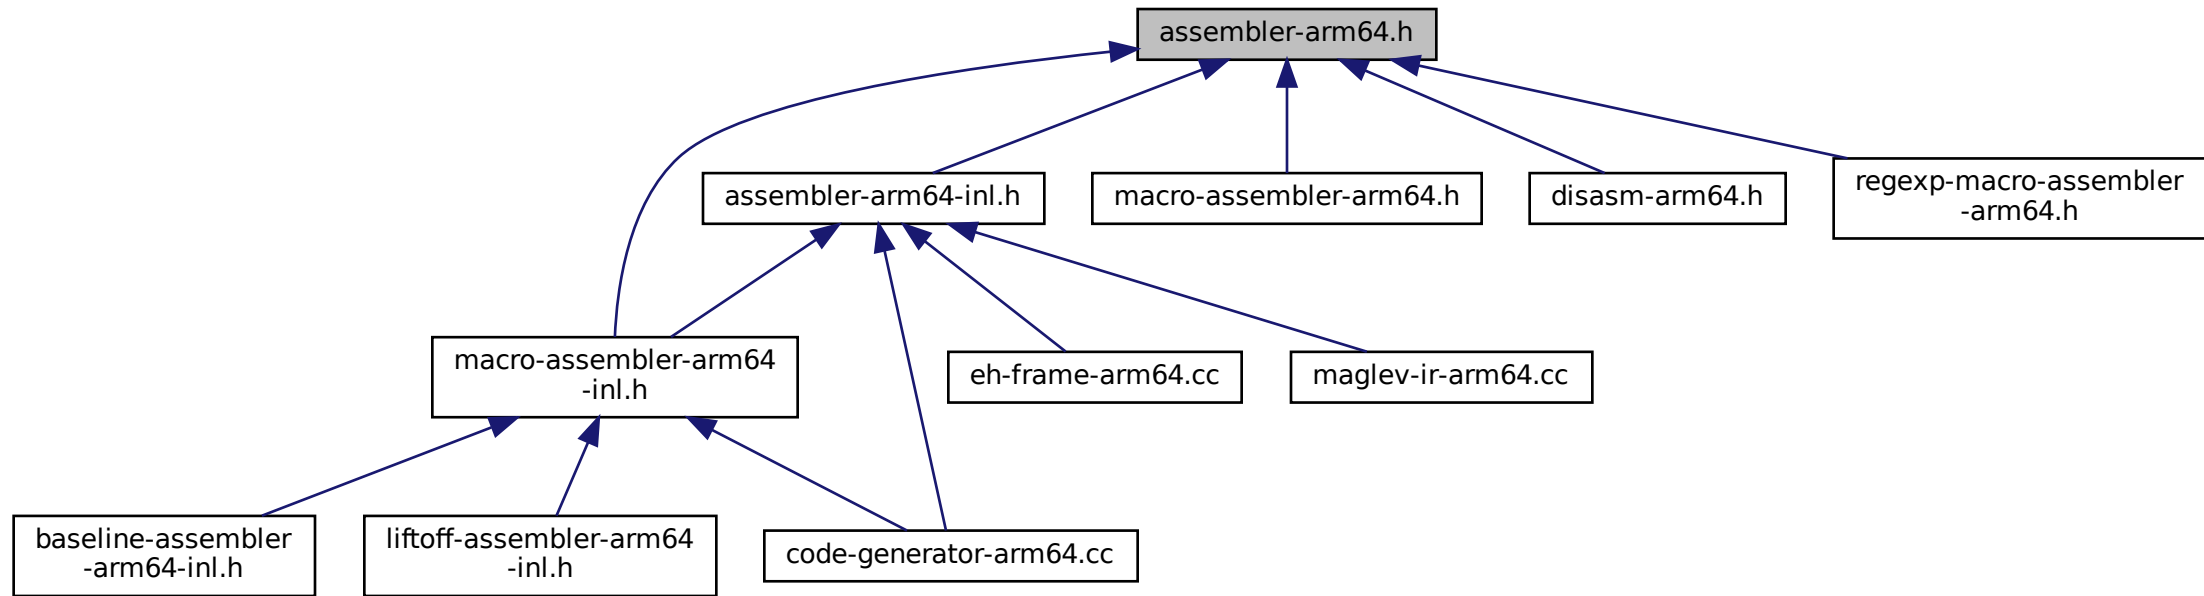 assembler-arm64.h
assembler-arm64-inl.h
macro-assembler-arm64.h
disasm-arm64.h
regexp-macro-assembler
-arm64.h
macro-assembler-arm64
-inl.h
eh-frame-arm64.cc
maglev-ir-arm64.cc
baseline-assembler
-arm64-inl.h
liftoff-assembler-arm64
-inl.h
code-generator-arm64.cc